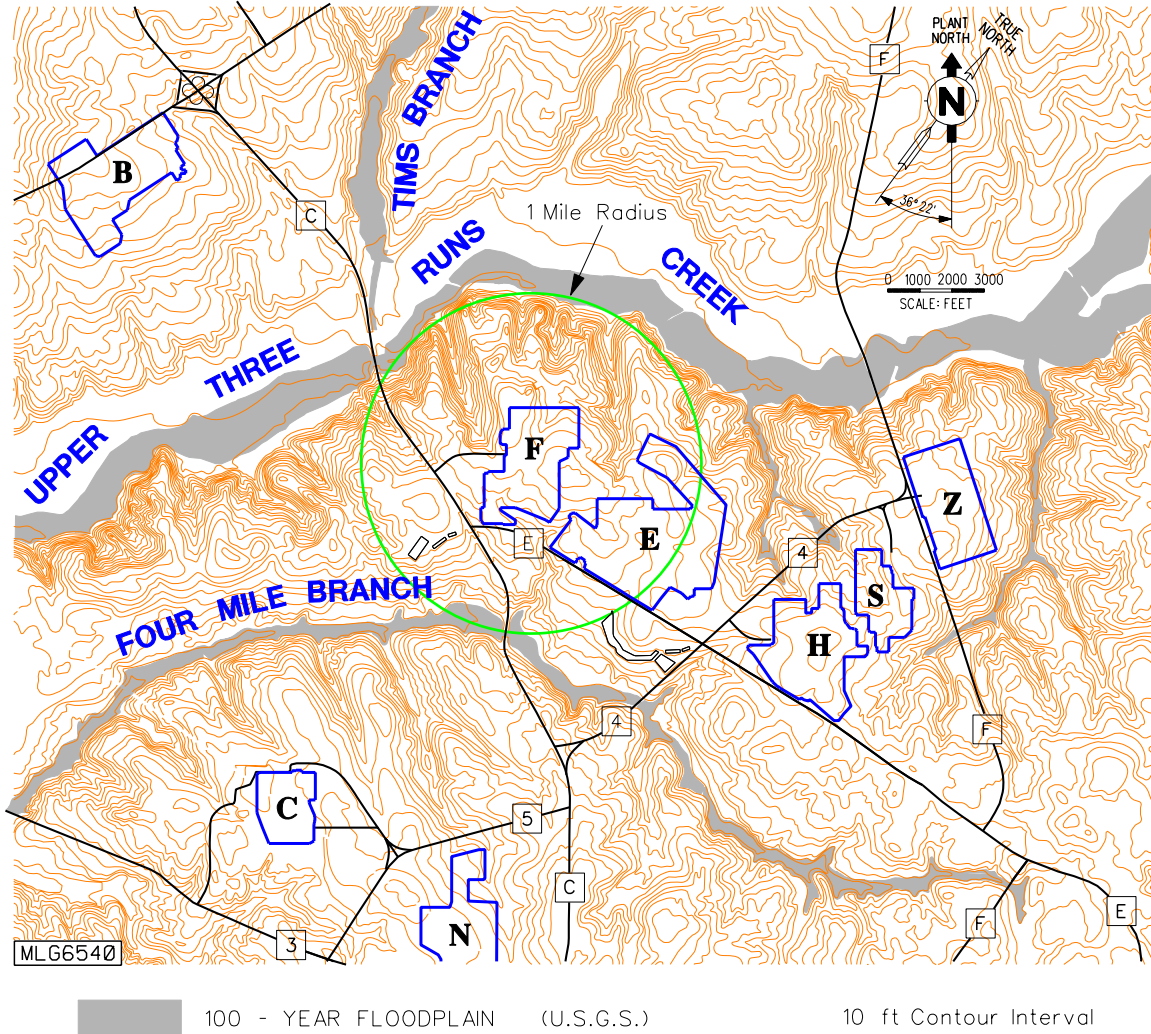 PLANT
NORTH
TRUE
NORTH
N
36° 22'
F
TIMS BRANCH
B
C
1 Mile Radius
RUNS
CREEK
0 1000 2000 3000
SCALE: FEET
THREE
UPPER
F
E
Z
E
4
S
H
FOUR MILE BRANCH
4
F
C
5
C
N
F
E
3
MLG6540
100 - YEAR FLOODPLAIN (U.S.G.S.)
10 ft Contour Interval